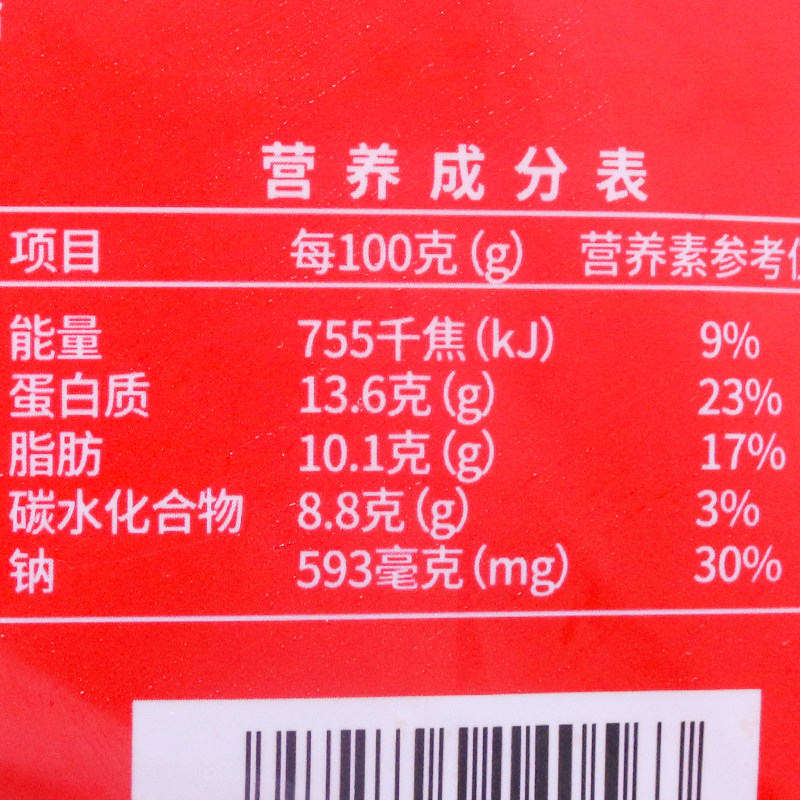 营养成分表
项目 每100克(g) 营养素参考
能量 755千焦(kJ) 9%
蛋白质 13.6克(g) 23%
脂肪 10.1克(g) 17%
碳水化合物 8.8克(g) 3%
钠 593毫克(mg) 30%